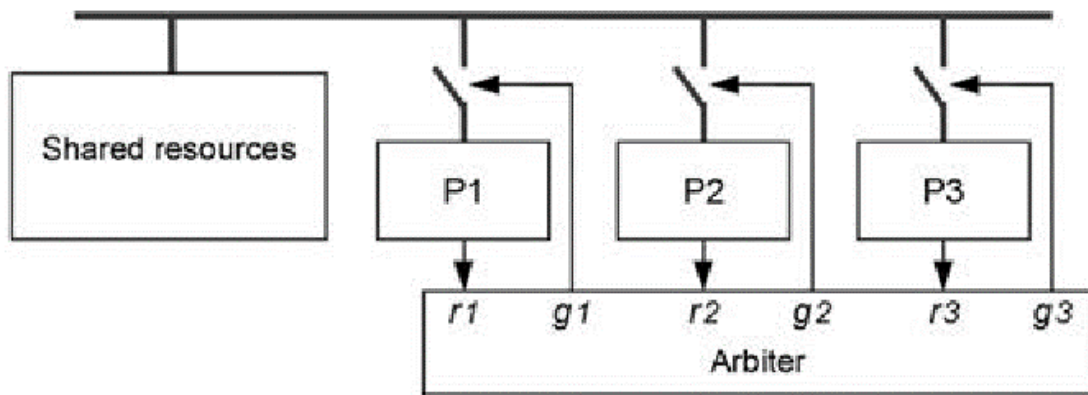 Shared resources
P1
P2
P3
r1 g1 r2 g2 r3 g3
Arbiter